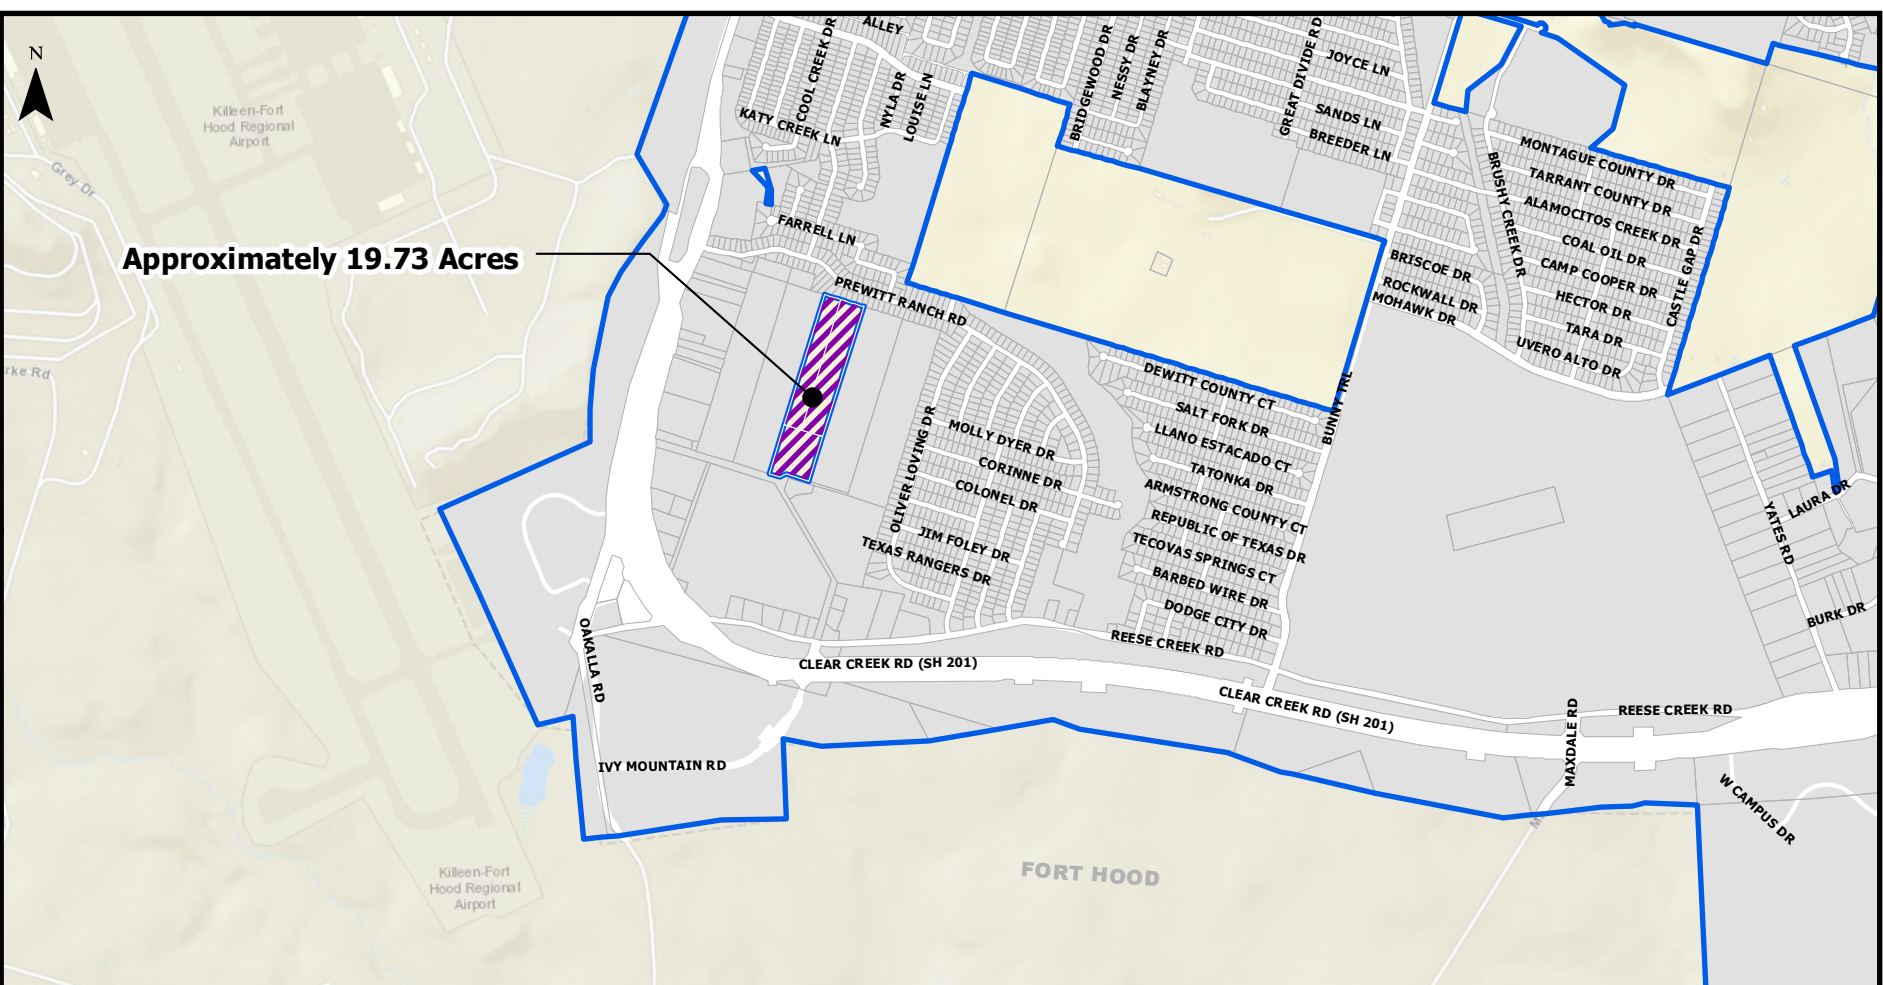 ALLEY
N
COOL CREEK DR
NYLA DR
LOUISE LN
KATY CREEK LN
BRIDGEWOOD DR
NESSY DR
BLAYNEY DR
GREAT DIVIDE RD
JOYCE LN
SANDS LN
BREEDER LN
Killeen-Fort
Hood Regional
Airport
Grey Dr
MONTAGUE COUNTY DR
TARRANT COUNTY DR
ALAMOCITOS CREEK DR
COAL OIL DR
CAMP COOPER DR
HECTOR DR
TARA DR
UVERO ALTO DR
BRUSHY CREEK DR
CASTLE GAP DR
FARRELL LN
Approximately 19.73 Acres
PREWITT RANCH RD
BRISCOE DR
ROCKWALL DR
MOHAWK DR
rke Rd
DEWITT COUNTY CT
SALT FORK DR
LLANO ESTACADO CT
TATONKA DR
ARMSTRONG COUNTY CT
REPUBLIC OF TEXAS DR
TECOVAS SPRINGS CT
BARBED WIRE DR
DODGE CITY DR
BUNNY TRL
OLIVER LOVING DR
MOLLY DYER DR
CORINNE DR
COLONEL DR
JIM FOLEY DR
TEXAS RANGERS DR
LAURA DR
YATES RD
BURK DR
OAKALLA RD
REESE CREEK RD
CLEAR CREEK RD (SH 201)
CLEAR CREEK RD (SH 201)
REESE CREEK RD
MAXDALE RD
IVY MOUNTAIN RD
W CAMPUS DR
M
FORT HOOD
Killeen-Fort
Hood Regional
Airport